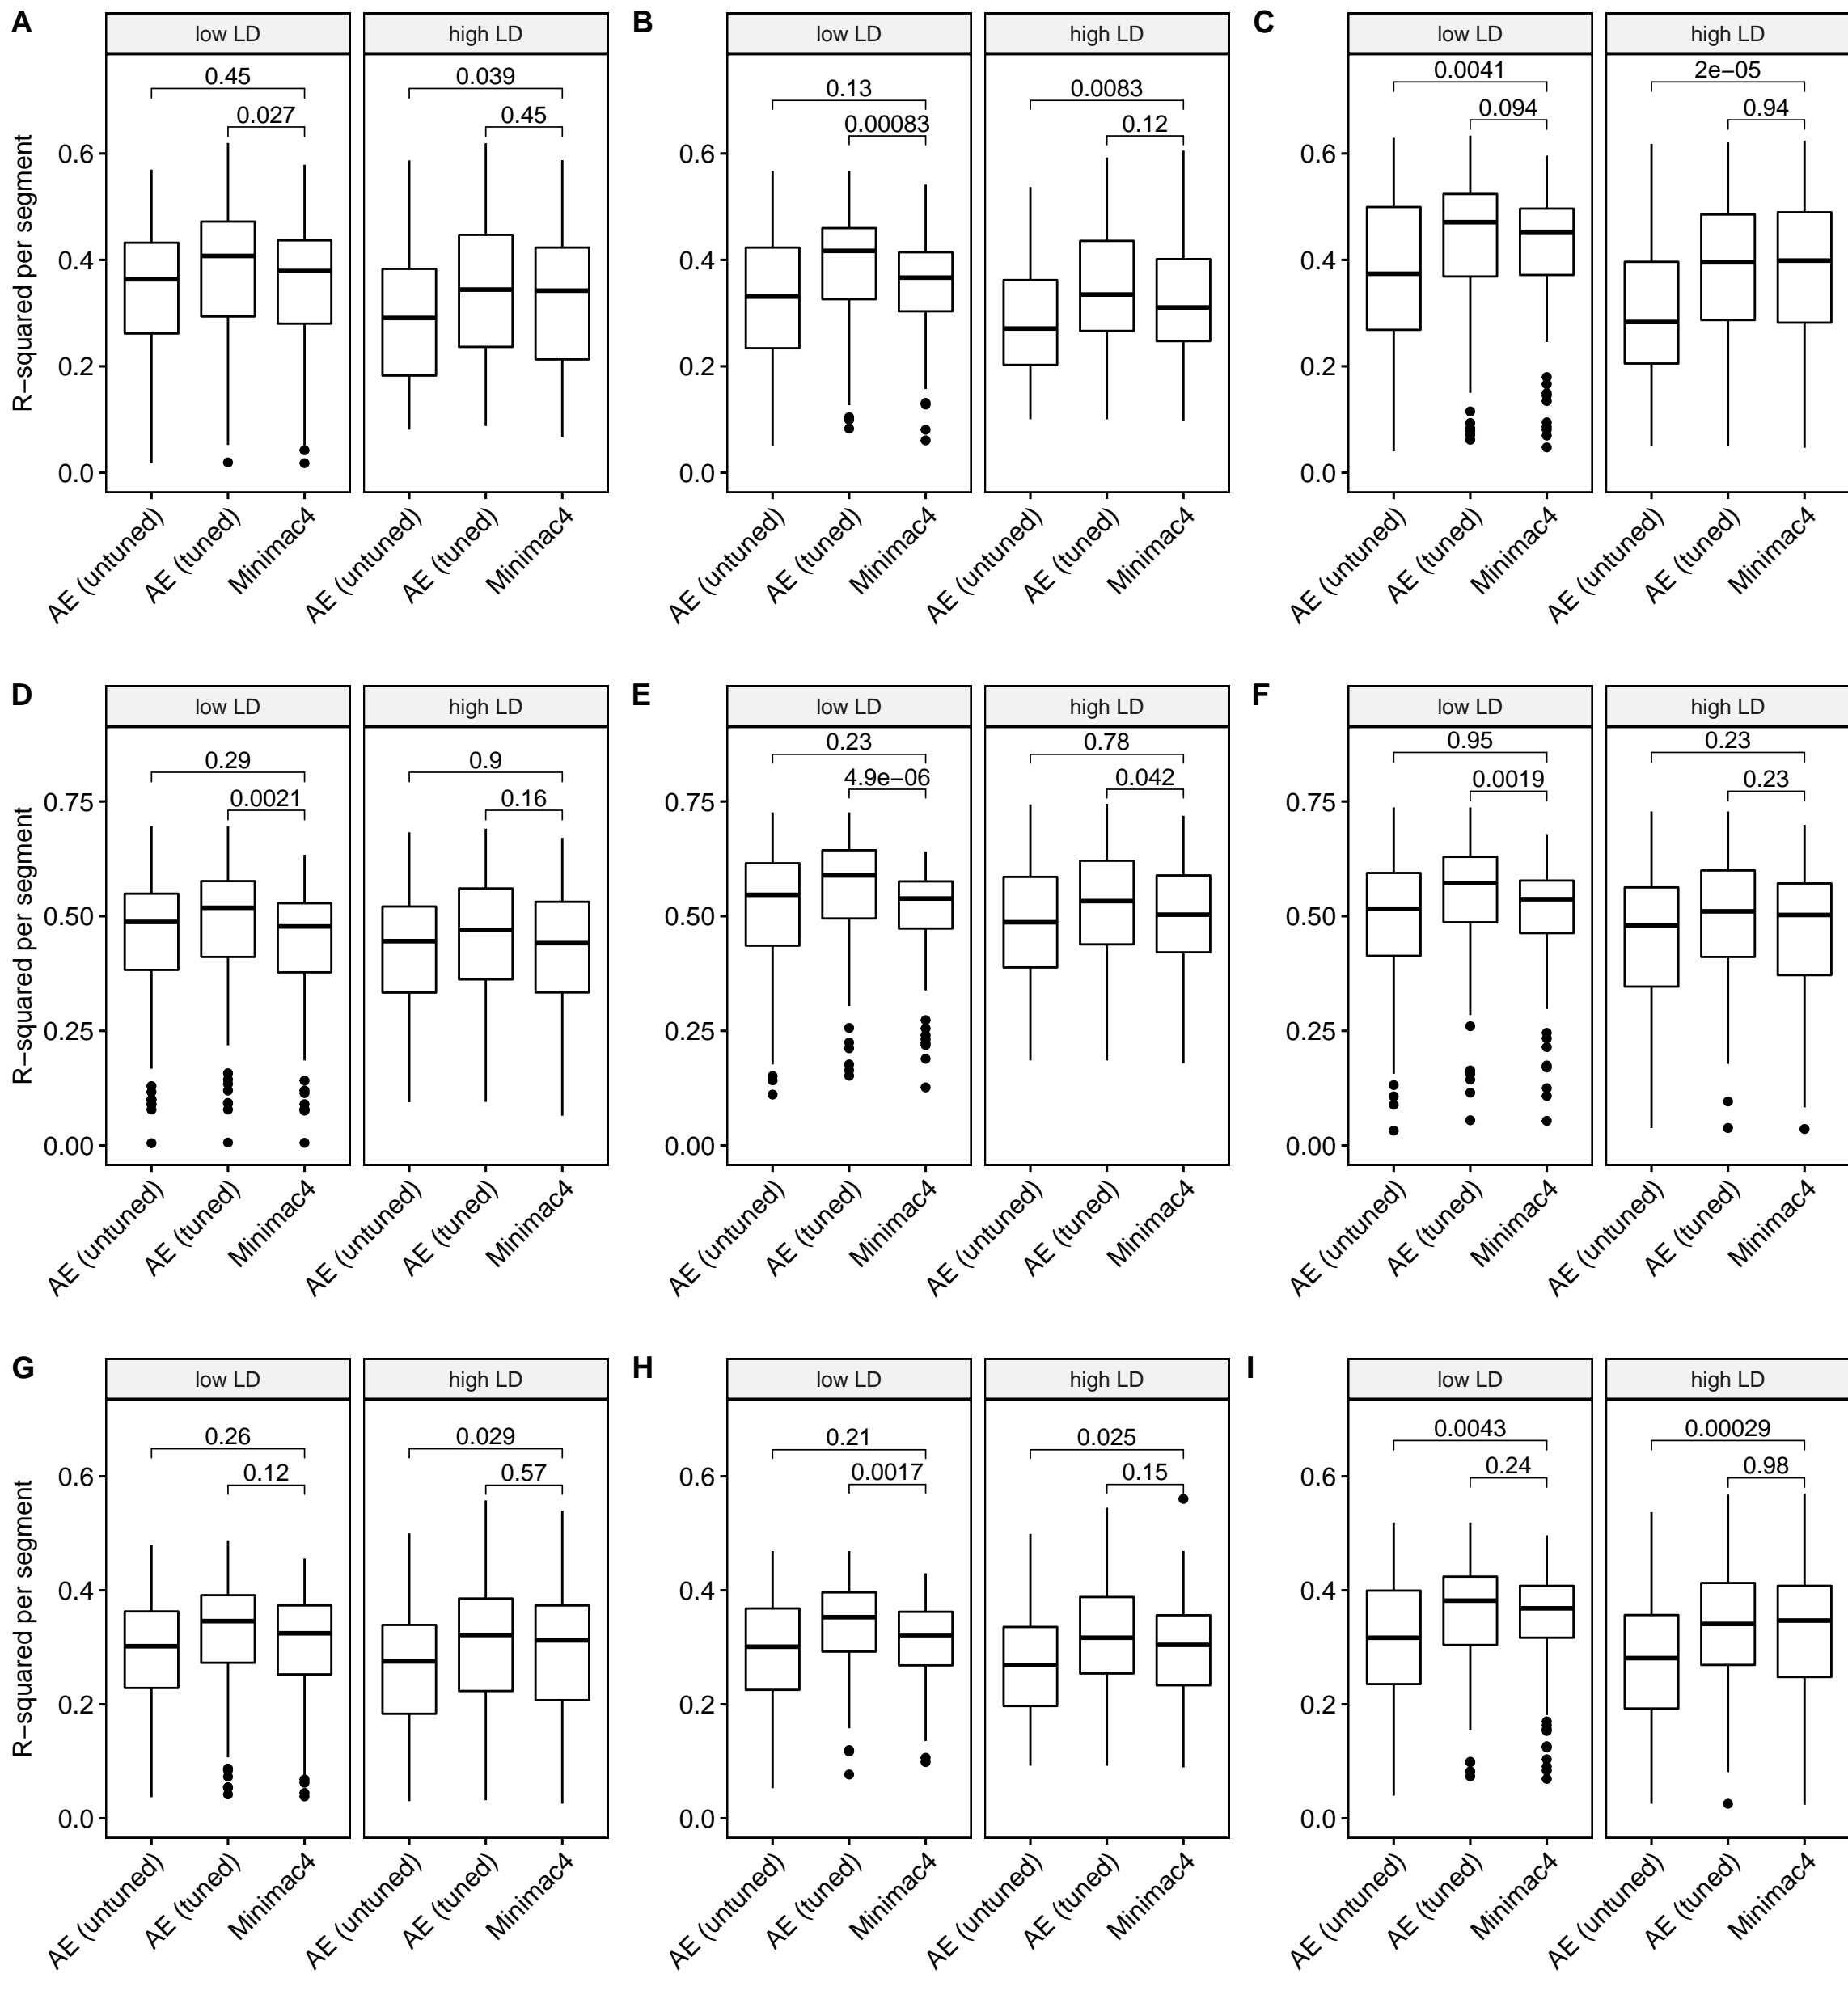 A
low LD
high LD
0.45
0.027
0.039
0.45
R−squared per segment
0.6
0.4
0.2
0.0
AE (untuned)
AE (tuned)
Minimac4
AE (untuned)
AE (tuned)
Minimac4
B
low LD
high LD
0.13
0.00083
0.0083
0.12
0.6
0.4
0.2
0.0
AE (untuned)
AE (tuned)
Minimac4
AE (untuned)
AE (tuned)
Minimac4
C
low LD
high LD
0.0041
0.094
2e−05
0.94
0.6
0.4
0.2
0.0
AE (untuned)
AE (tuned)
Minimac4
AE (untuned)
AE (tuned)
Minimac4
D
low LD
high LD
0.29
0.0021
0.9
0.16
R−squared per segment
0.75
0.50
0.25
0.00
AE (untuned)
AE (tuned)
Minimac4
AE (untuned)
AE (tuned)
Minimac4
E
low LD
high LD
0.23
4.9e−06
0.78
0.042
0.75
0.50
0.25
0.00
AE (untuned)
AE (tuned)
Minimac4
AE (untuned)
AE (tuned)
Minimac4
F
low LD
high LD
0.95
0.0019
0.23
0.23
0.75
0.50
0.25
0.00
AE (untuned)
AE (tuned)
Minimac4
AE (untuned)
AE (tuned)
Minimac4
G
low LD
high LD
0.26
0.12
0.029
0.57
R−squared per segment
0.6
0.4
0.2
0.0
AE (untuned)
AE (tuned)
Minimac4
AE (untuned)
AE (tuned)
Minimac4
H
low LD
high LD
0.21
0.0017
0.025
0.15
0.6
0.4
0.2
0.0
AE (untuned)
AE (tuned)
Minimac4
AE (untuned)
AE (tuned)
Minimac4
I
low LD
high LD
0.0043
0.24
0.00029
0.98
0.6
0.4
0.2
0.0
AE (untuned)
AE (tuned)
Minimac4
AE (untuned)
AE (tuned)
Minimac4